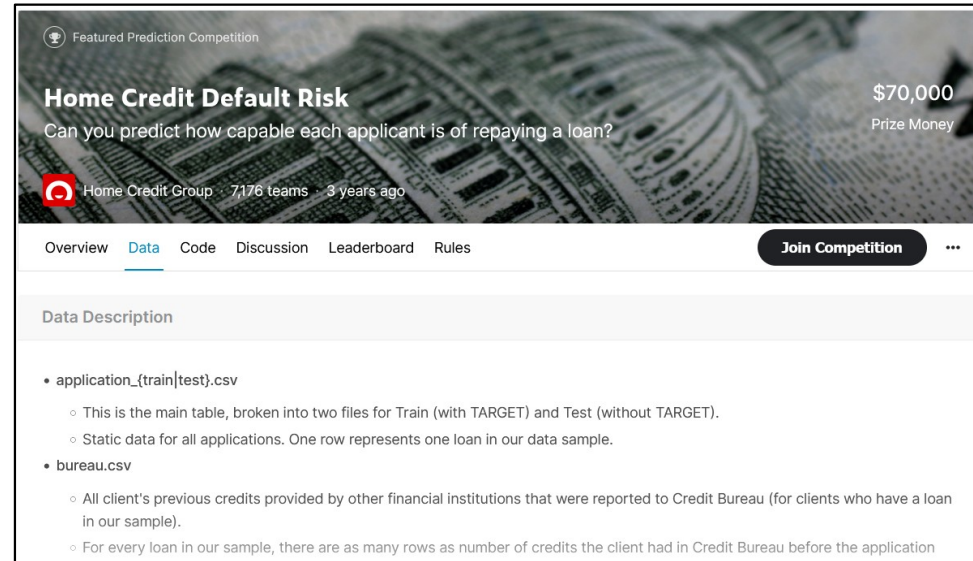 Featured Prediction Competition
Home Credit Default Risk
$70,000
Can you predict how capable each applicant is of repaying a loan?
Prize Money
Home Credit Group · 7,176 teams · 3 years ago
Overview Data Code Discussion Leaderboard Rules Join Competition •••
Data Description
• application_{train|test}.csv
◦ This is the main table, broken into two files for Train (with TARGET) and Test (without TARGET).
◦ Static data for all applications. One row represents one loan in our data sample.
• bureau.csv
◦ All client's previous credits provided by other financial institutions that were reported to Credit Bureau (for clients who have a loan
in our sample).
◦ For every loan in our sample, there are as many rows as number of credits the client had in Credit Bureau before the application